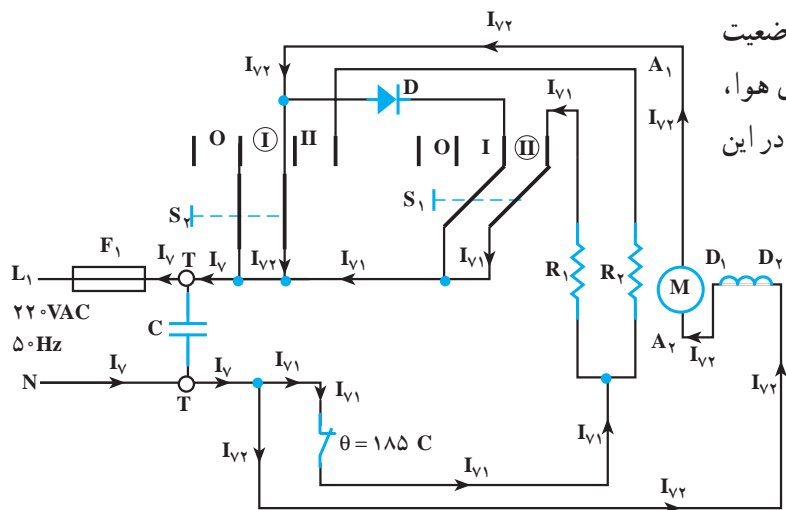 ضعیت
هوا،
در این
I۷۲
I۷۲
A۱
I۷۱
D
I۷۲
O Ⓘ II
O I Ⓘ
S۲
S۱
F۱
I۷
T
I۷
I۷۲
I۷۱
I۷۱
L۱
R۱
R۲
M
D۱
D۲
۲۲۰VAC
۵۰Hz
C
A۲
I۷۲
I۷۲
N
I۷
T
I۷
I۷۱
I۷۱
I۷۲
θ = ۱۸۵ C
I۷۱
I۷۱
I۷۲